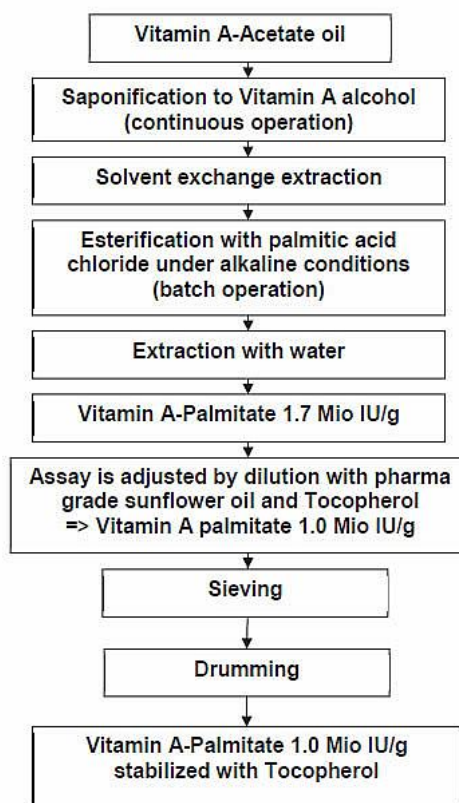 Vitamin A-Acetate oil
Saponification to Vitamin A alcohol
(continuous operation)
Solvent exchange extraction
Esterification with palmitic acid
chloride under alkaline conditions
(batch operation)
Extraction with water
Vitamin A-Palmitate 1.7 Mio IU/g
Assay is adjusted by dilution with pharma
grade sunflower oil and Tocopherol
=> Vitamin A palmitate 1.0 Mio IU/g
Sieving
Drumming
Vitamin A-Palmitate 1.0 Mio IU/g
stabilized with Tocopherol